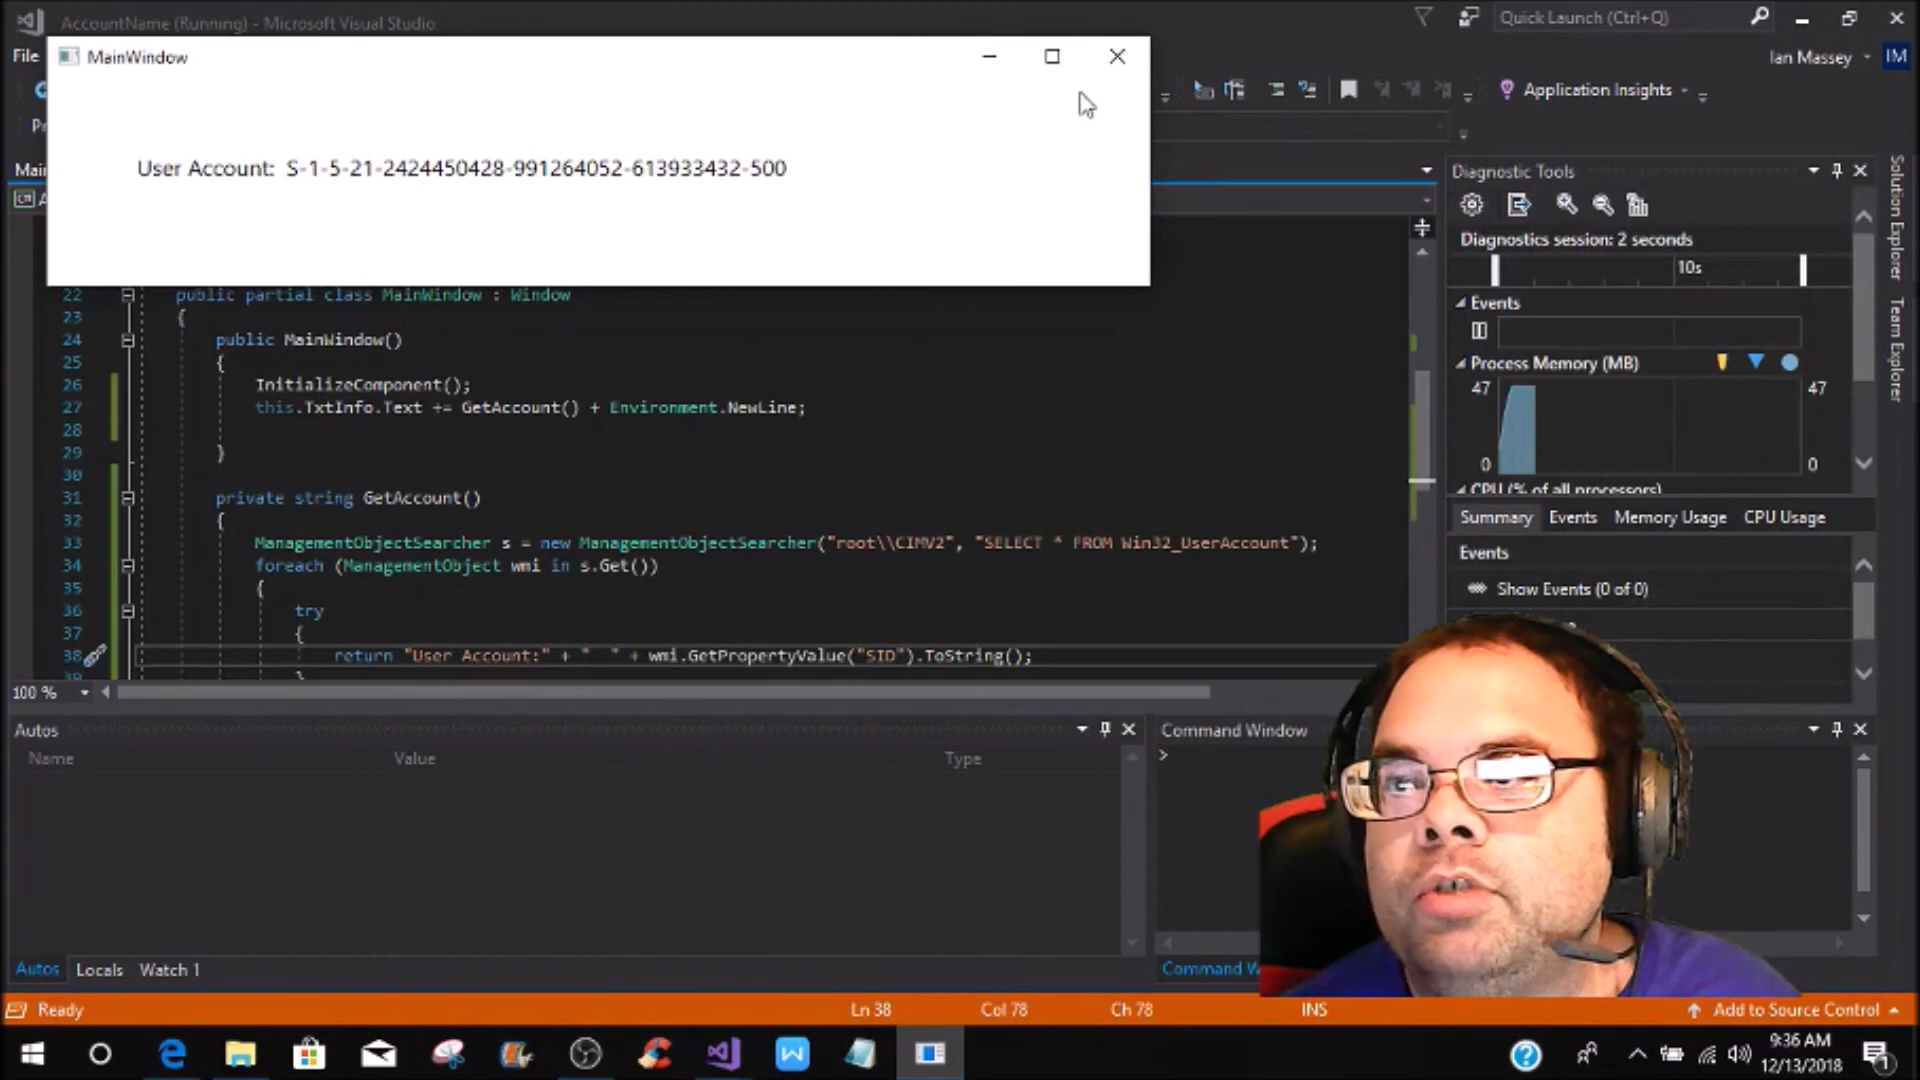 AccountName (Running) - Microsoft Visual Studio
Quick Launch (Ctrl+Q)
File
MainWindow
Ian Massey
IM
Application Insights
User Account:  S-1-5-21-2424450428-991264052-613933432-500
Diagnostic Tools
Solution Explorer
Team Explorer
Diagnostics session: 2 seconds
10s
Events
Process Memory (MB)
47
47
0
0
CPU (% of all processors)
Summary
Events
Memory Usage
CPU Usage
Events
Show Events (0 of 0)
22 public partial class MainWindow : Window
23 {
24 public MainWindow()
25 {
26 InitializeComponent();
27 this.TxtInfo.Text += GetAccount() + Environment.NewLine;
28
29 }
30
31 private string GetAccount()
32 {
33 ManagementObjectSearcher s = new ManagementObjectSearcher("root\\CIMV2", "SELECT * FROM Win32_UserAccount");
34 foreach (ManagementObject wmi in s.Get())
35 {
36 try
37 {
38 return "User Account:" + "  " + wmi.GetPropertyValue("SID").ToString();
39 }
100 %
Autos
Name Value Type
Command Window
>
Autos Locals Watch 1
Ready
Ln 38
Col 78
Ch 78
INS
Add to Source Control
9:36 AM
12/13/2018
1